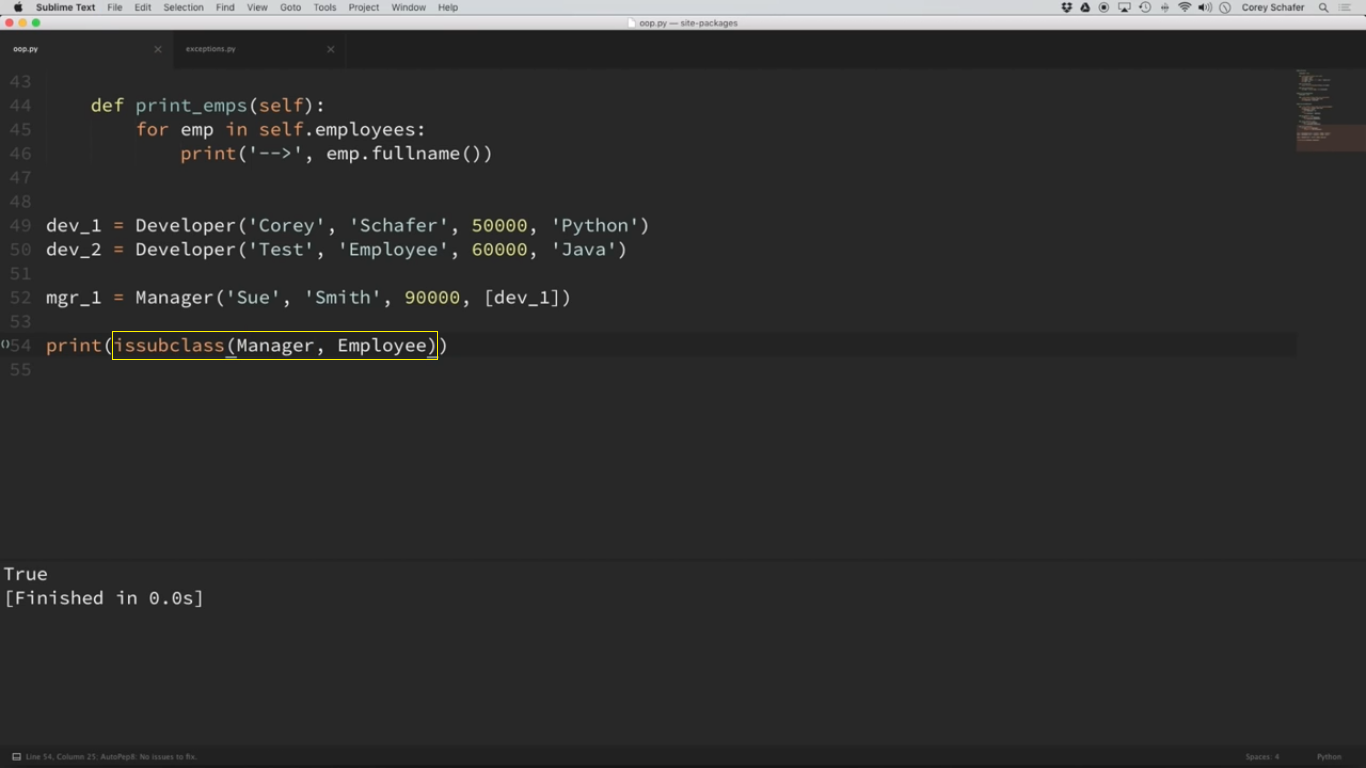 Sublime Text File Edit Selection Find View Goto Tools Project Window Help Corey Schafer
oop.py — site-packages
oop.py exceptions.py
43
44 def print_emps(self):
45 for emp in self.employees:
46 print('-->', emp.fullname())
47
48
49 dev_1 = Developer('Corey', 'Schafer', 50000, 'Python')
50 dev_2 = Developer('Test', 'Employee', 60000, 'Java')
51
52 mgr_1 = Manager('Sue', 'Smith', 90000, [dev_1])
53
54 print(issubclass(Manager, Employee))
55
True
[Finished in 0.0s]
Line 54, Column 25; AutoPep8: No issues to fix. Spaces: 4 Python